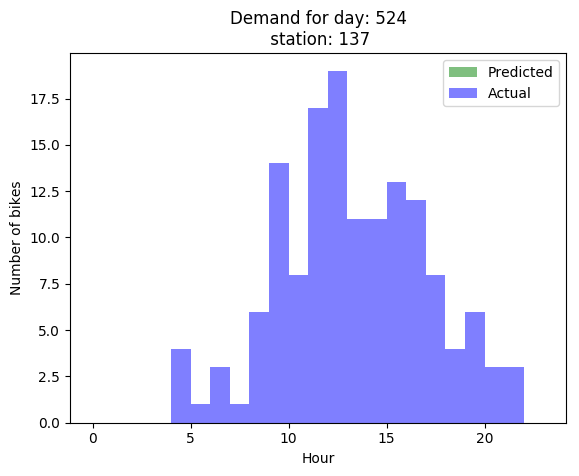 Demand for day: 524
station: 137
Predicted
Actual
Number of bikes
17.5
15.0
12.5
10.0
7.5
5.0
2.5
0.0
0 5 10 15 20
Hour